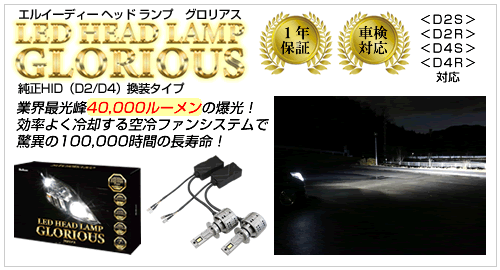 エルイーディー ヘッド ランプ　グロリアス
LED HEAD LAMP
GLORIOUS
純正HID（D2/D4）換装タイプ
業界最光峰40,000ルーメンの爆光！
効率よく冷却する空冷ファンシステムで
驚異の100,000時間の長寿命！
1年
保証
車検
対応
＜D2S＞
＜D2R＞
＜D4S＞
＜D4R＞
対応
LED HEAD LAMP
GLORIOUS